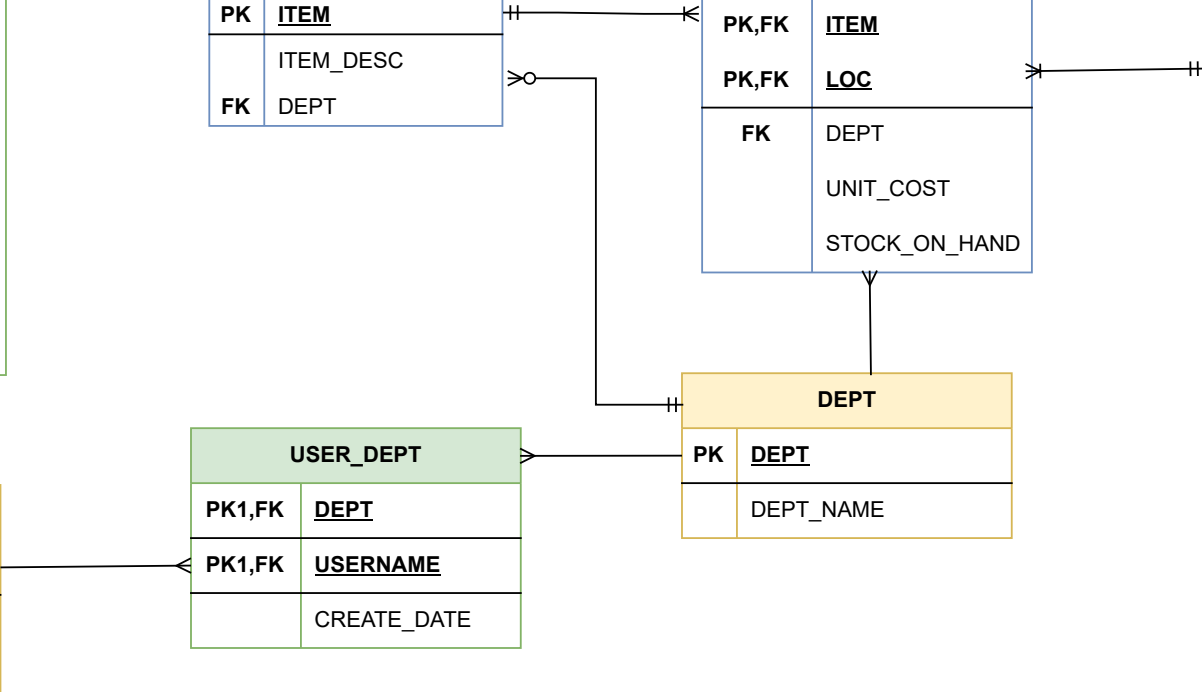 PK ITEM
ITEM_DESC
FK DEPT
PK,FK ITEM
PK,FK LOC
FK DEPT
UNIT_COST
STOCK_ON_HAND
DEPT
PK DEPT
DEPT_NAME
USER_DEPT
PK1,FK DEPT
PK1,FK USERNAME
CREATE_DATE